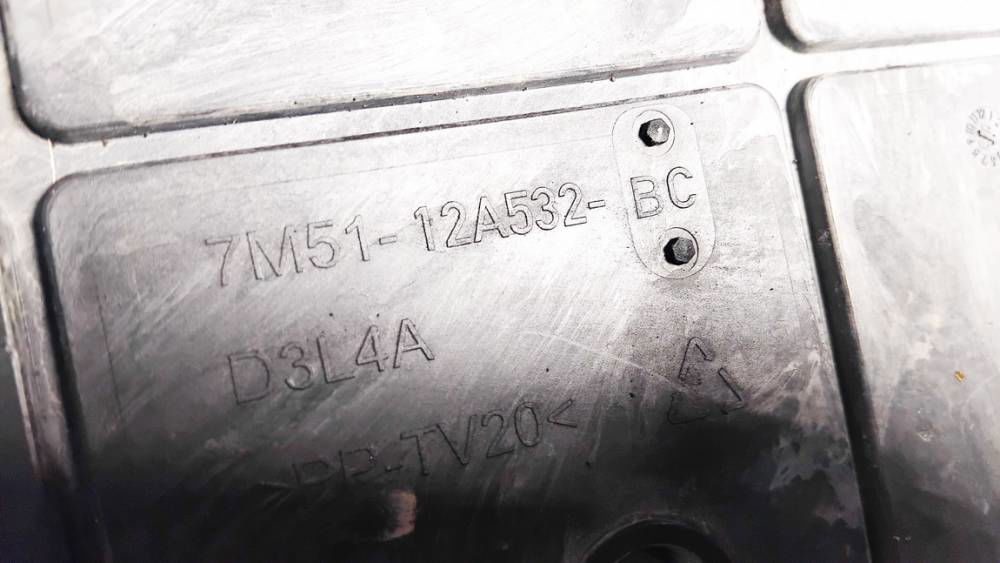 7M51-12A532-BC
D3L4A
>PP-TV20<